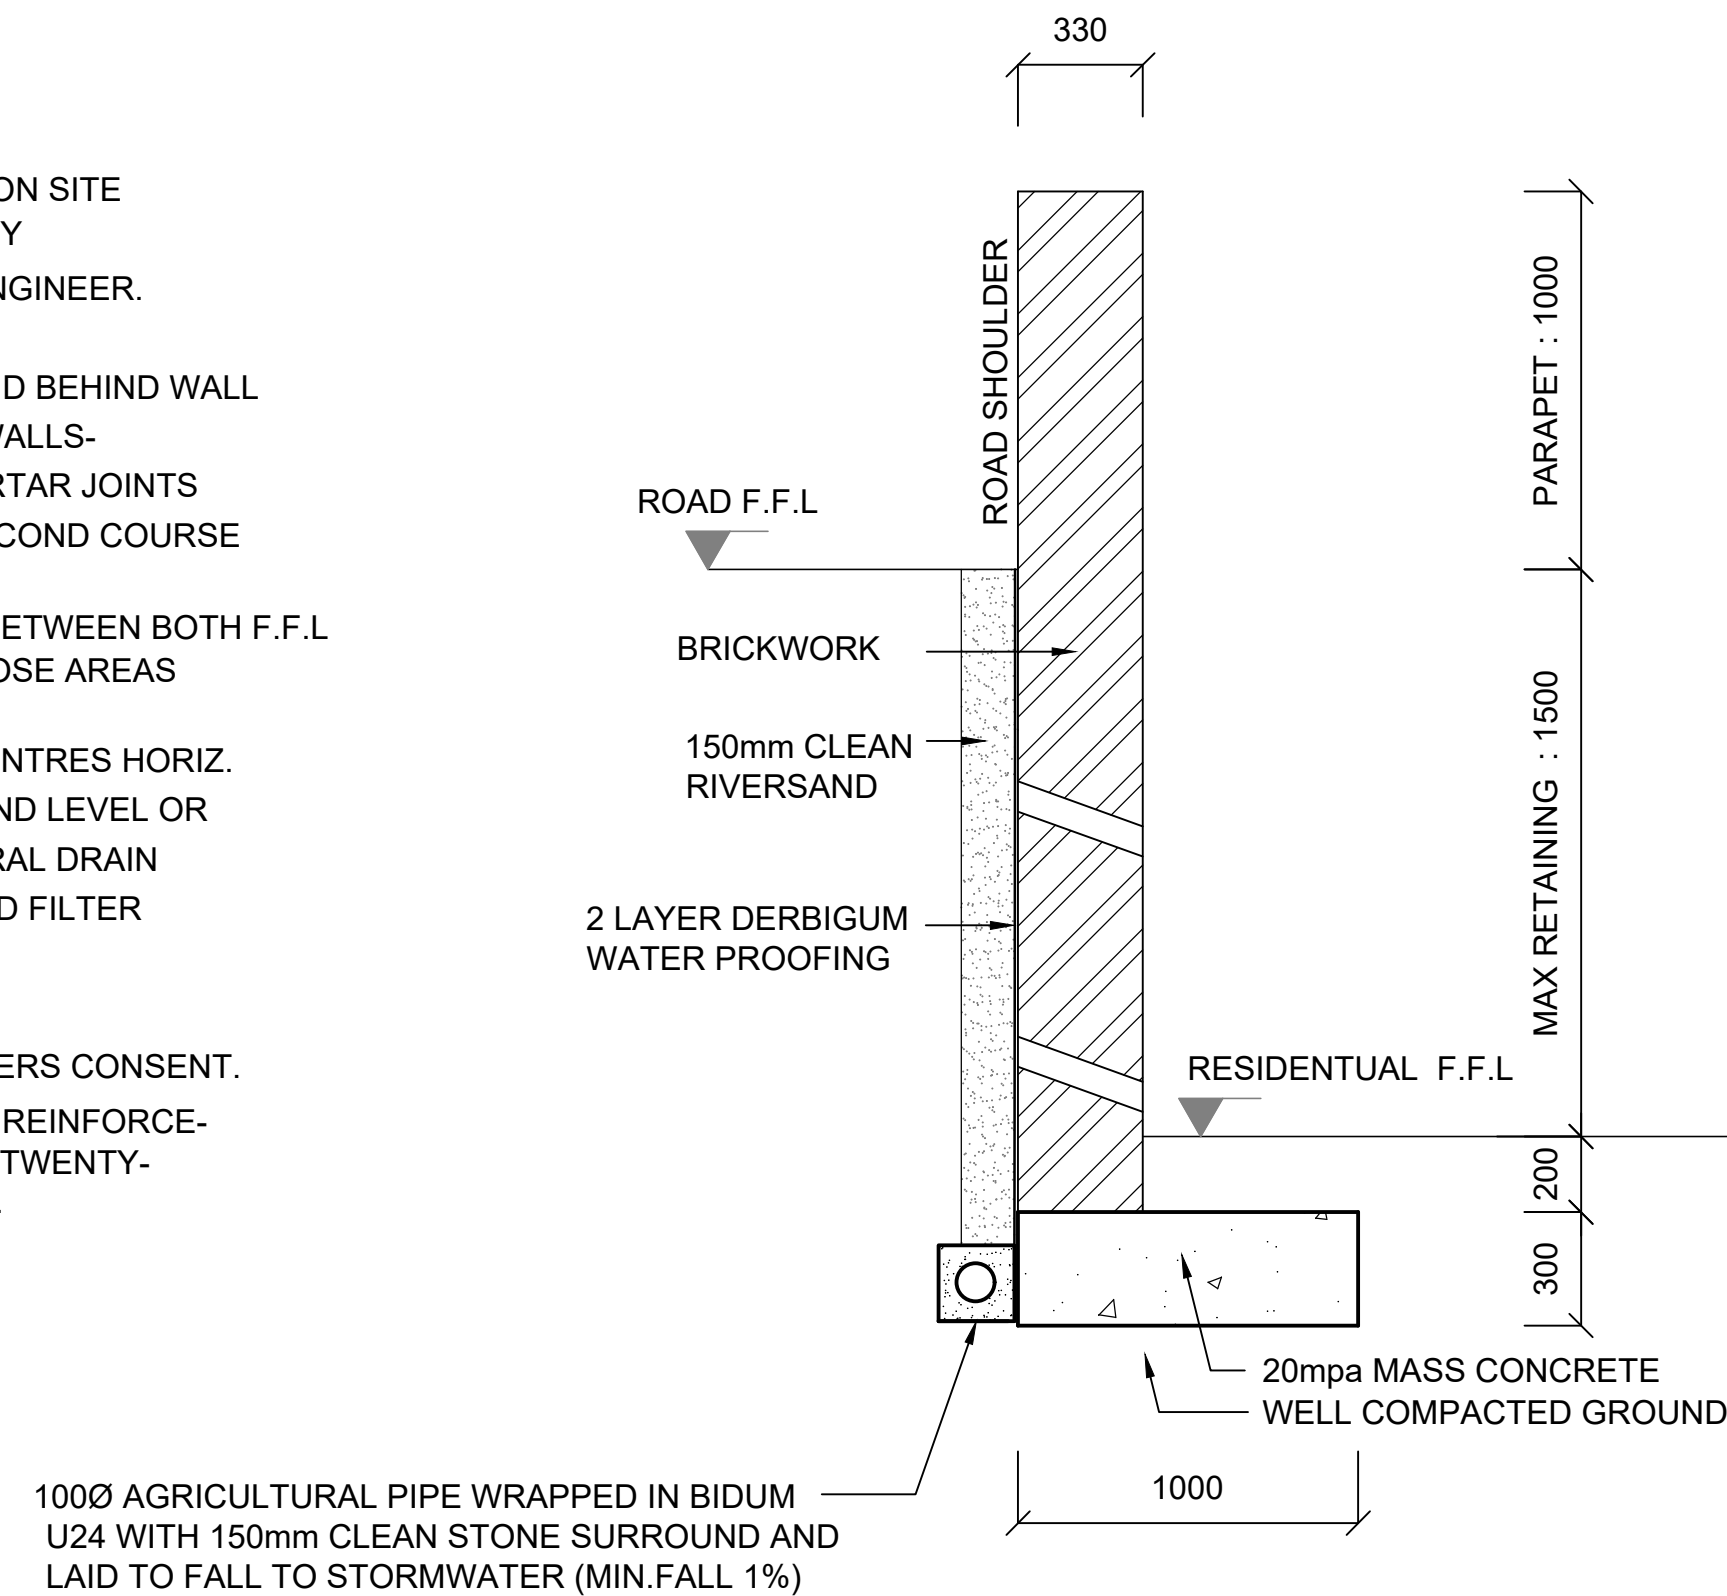 330
ON SITE
Y
NGINEER.
D BEHIND WALL
WALLS-
RTAR JOINTS
COND COURSE
ETWEEN BOTH F.F.L
OSE AREAS
NTRES HORIZ.
ND LEVEL OR
RAL DRAIN
D FILTER
ERS CONSENT.
REINFORCE-
TWENTY-
ROAD SHOULDER
ROAD F.F.L
BRICKWORK
150mm CLEAN
RIVERSAND
2 LAYER DERBIGUM
WATER PROOFING
PARAPET : 1000
MAX RETAINING : 1500
RESIDENTUAL F.F.L
200
300
20mpa MASS CONCRETE
WELL COMPACTED GROUND
1000
100Ø AGRICULTURAL PIPE WRAPPED IN BIDUM
U24 WITH 150mm CLEAN STONE SURROUND AND
LAID TO FALL TO STORMWATER (MIN.FALL 1%)